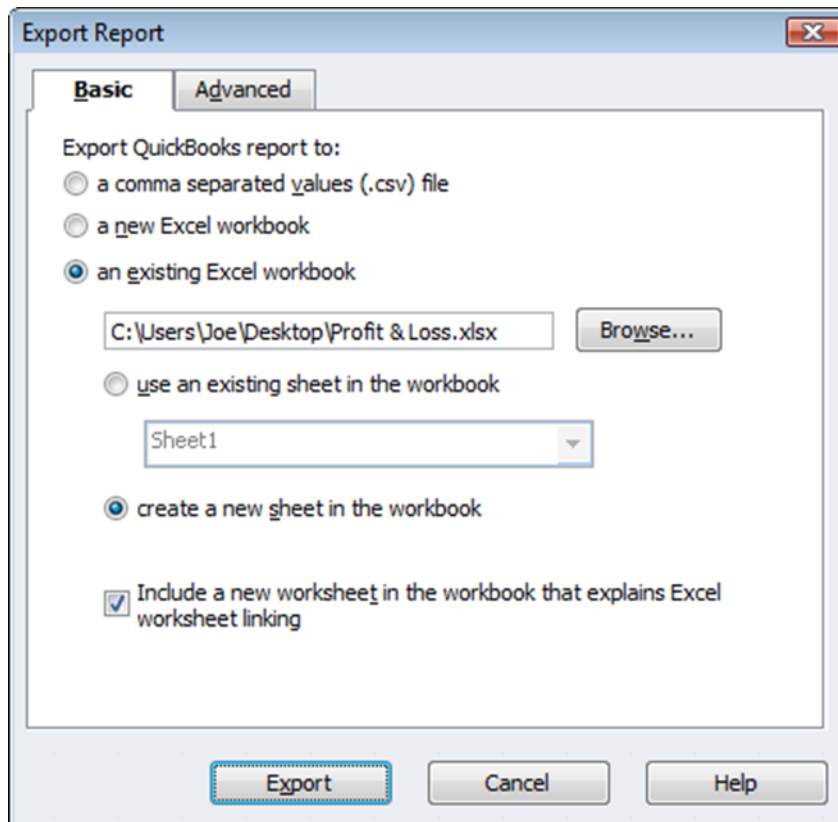 Export Report
Basic
Advanced
Export QuickBooks report to:
a comma separated values (.csv) file
a new Excel workbook
an existing Excel workbook
C:\Users\Joe\Desktop\Profit & Loss.xlsx
Browse...
use an existing sheet in the workbook
Sheet1
create a new sheet in the workbook
Include a new worksheet in the workbook that explains Excel
worksheet linking
Export
Cancel
Help